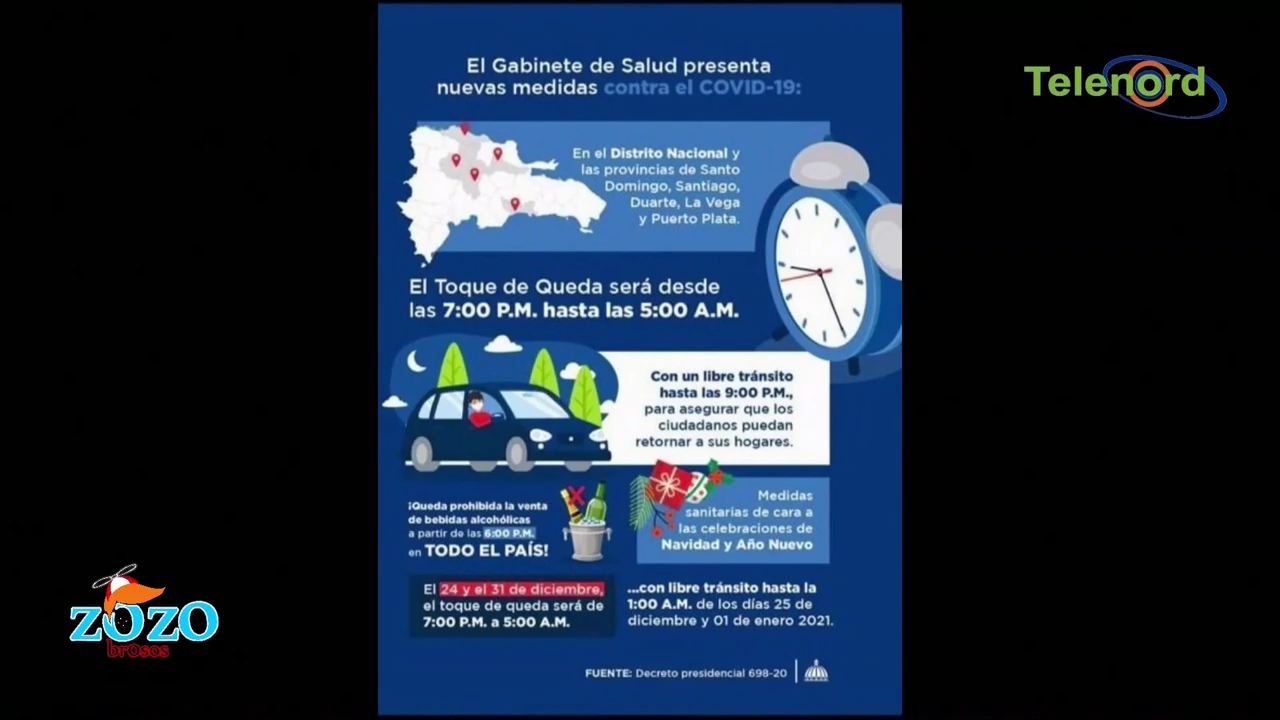 El Gabinete de Salud presenta
nuevas medidas contra el COVID-19:
Telenord
En el Distrito Nacional y
las provincias de Santo
Domingo, Santiago,
Duarte, La Vega
y Puerto Plata.
El Toque de Queda será desde
las 7:00 P.M. hasta las 5:00 A.M.
Con un libre tránsito
hasta las 9:00 P.M.,
para asegurar que los
ciudadanos puedan
retornar a sus hogares.
¡Queda prohibida la venta
de bebidas alcohólicas
a partir de las 6:00 P.M.
en TODO EL PAÍS!
Medidas
sanitarias de cara a
las celebraciones de
Navidad y Año Nuevo
El 24 y el 31 de diciembre,
el toque de queda será de
7:00 P.M. a 5:00 A.M.
...con libre tránsito hasta la
1:00 A.M. de los días 25 de
diciembre y 01 de enero 2021.
zozo
brosos
FUENTE: Decreto presidencial 698-20